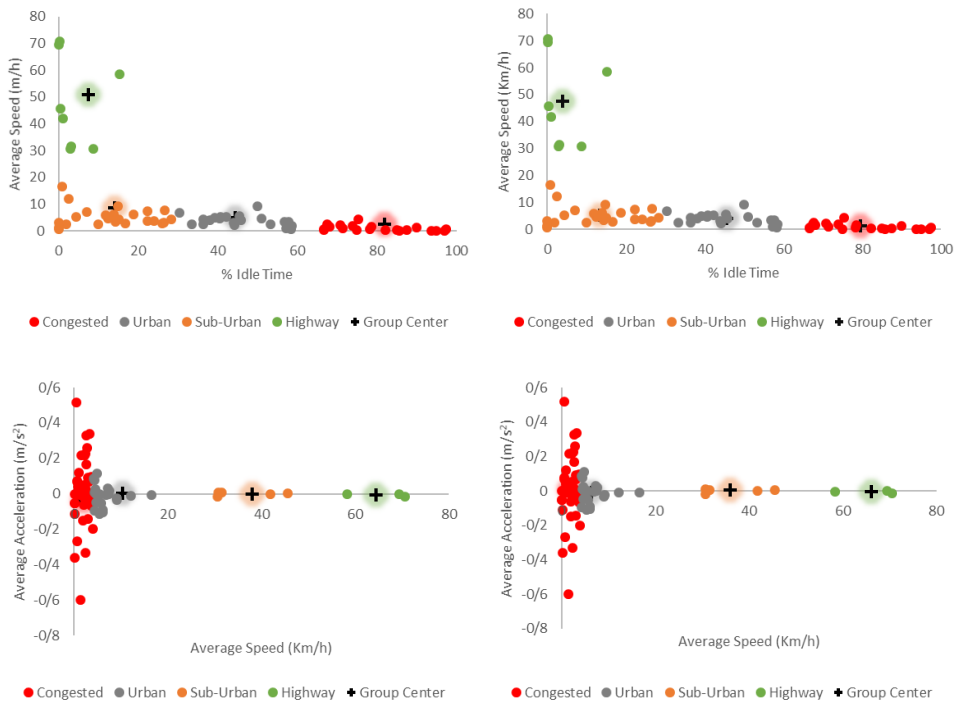 80
70
60
50
40
30
20
10
0
Average Speed (m/h)
0 20 40 60 80 100
% Idle Time
Congested Urban Sub-Urban Highway Group Center
80
70
60
50
40
30
20
10
0
Average Speed (Km/h)
0 20 40 60 80 100
% Idle Time
Congested Urban Sub-Urban Highway Group Center
0/6
0/4
0/2
0
-0/2
-0/4
-0/6
-0/8
Average Acceleration (m/s²)
20 40 60 80
Average Speed (Km/h)
Congested Urban Sub-Urban Highway Group Center
0/6
0/4
0/2
0
-0/2
-0/4
-0/6
-0/8
Average Acceleration (m/s²)
20 40 60 80
Average Speed (Km/h)
Congested Urban Sub-Urban Highway Group Center